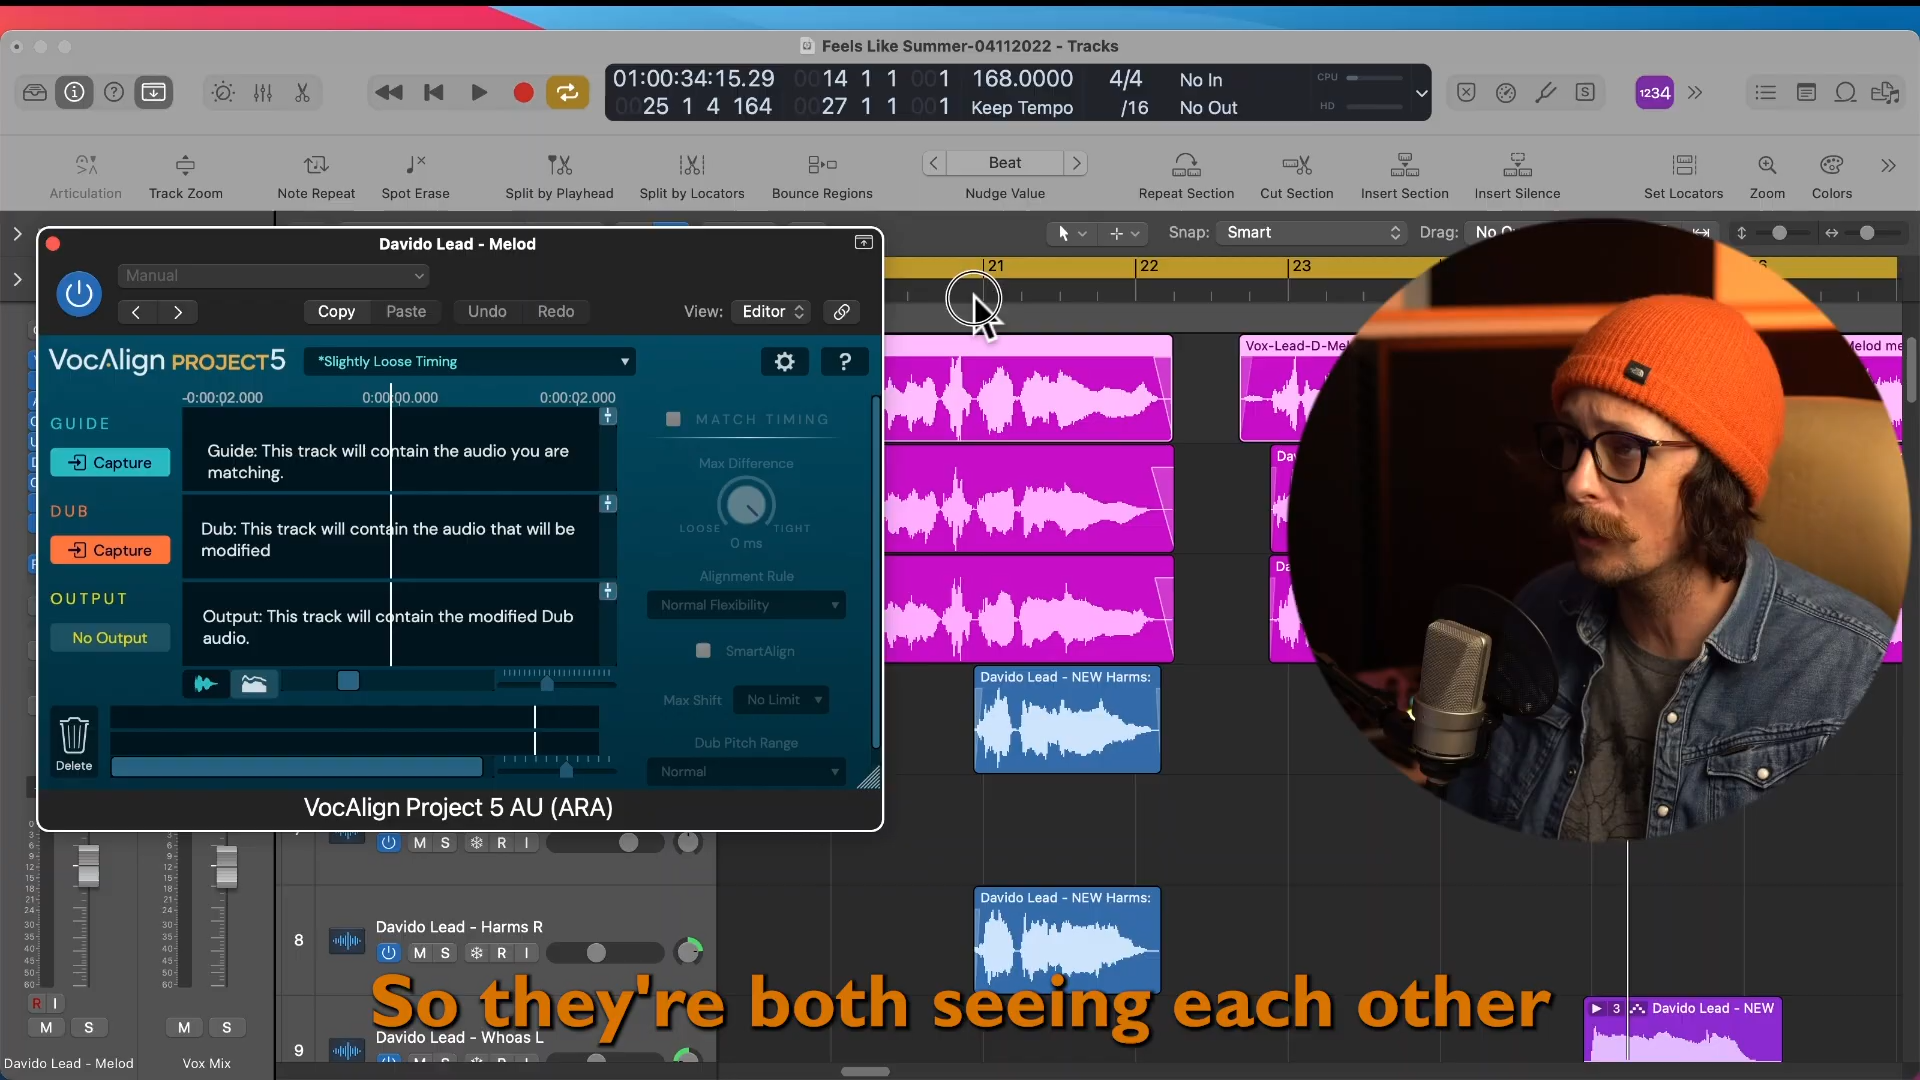 Feels Like Summer-04112022 - Tracks
1234
01:00:34:15.29 0014 1 1 001 168.0000 4/4 No In CPU
0025 1 4 164 0027 1 1 001 Keep Tempo /16 No Out HD
Articulation Track Zoom Note Repeat Spot Erase Split by Playhead Split by Locators Bounce Regions
Beat
Nudge Value
Repeat Section Cut Section Insert Section Insert Silence Set Locators Zoom Colors
Snap: Smart Drag:
21 22 23
Davido Lead - Melod
Manual
Copy Paste Undo Redo View: Editor
VocAlign PROJECT5 *Slightly Loose Timing ?
-0:00:02.000 0:00:00.000 0:00:02.000
GUIDE
Capture
Guide: This track will contain the audio you are
matching.
DUB
Capture
Dub: This track will contain the audio that will be
modified
OUTPUT
No Output
Output: This track will contain the modified Dub
audio.
Delete
MATCH TIMING
Max Difference
LOOSE TIGHT
0 ms
Alignment Rule
Normal Flexibility
SmartAlign
Max Shift No Limit
Dub Pitch Range
Normal
VocAlign Project 5 AU (ARA)
Vox-Lead-D-Mel
Melod me
Da
Da
Davido Lead - NEW Harms:
Davido Lead - NEW Harms:
3 Davido Lead - NEW
M S R I
8 Davido Lead - Harms R
M S R I
9 Davido Lead - Whoas L
R I
M S M S
Davido Lead - Melod Vox Mix
So they're both seeing each other